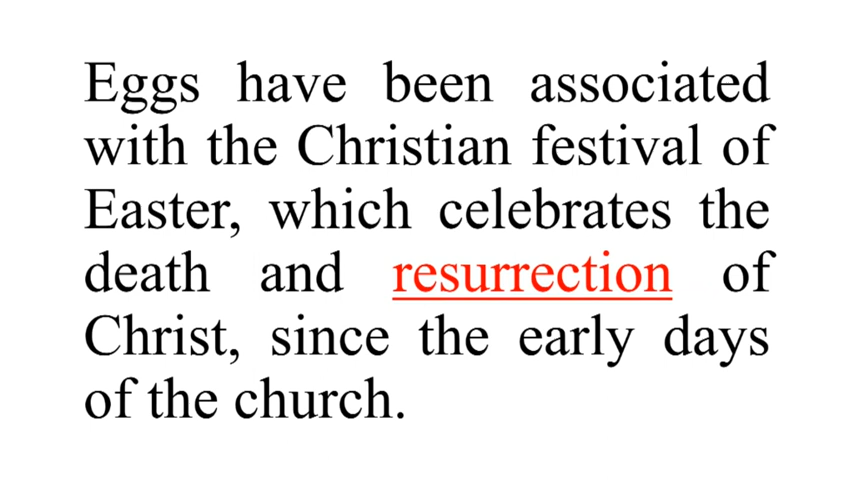 Eggs have been associated
with the Christian festival of
Easter, which celebrates the
death and resurrection of
Christ, since the early days
of the church.